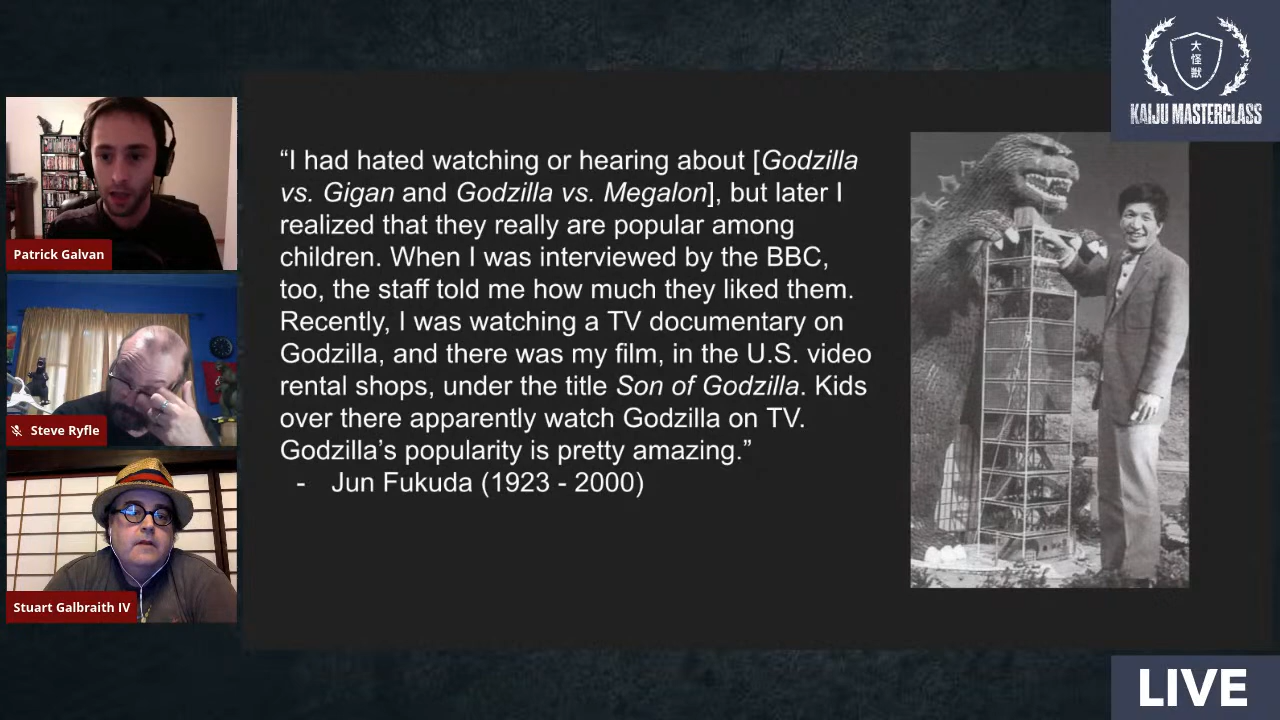 大
怪
獣
KAIJU MASTERCLASS
“I had hated watching or hearing about [Godzilla
vs. Gigan and Godzilla vs. Megalon], but later I
realized that they really are popular among
children. When I was interviewed by the BBC,
too, the staff told me how much they liked them.
Recently, I was watching a TV documentary on
Godzilla, and there was my film, in the U.S. video
rental shops, under the title Son of Godzilla. Kids
over there apparently watch Godzilla on TV.
Godzilla’s popularity is pretty amazing.”
- Jun Fukuda (1923 - 2000)
Patrick Galvan
Steve Ryfle
Stuart Galbraith IV
LIVE